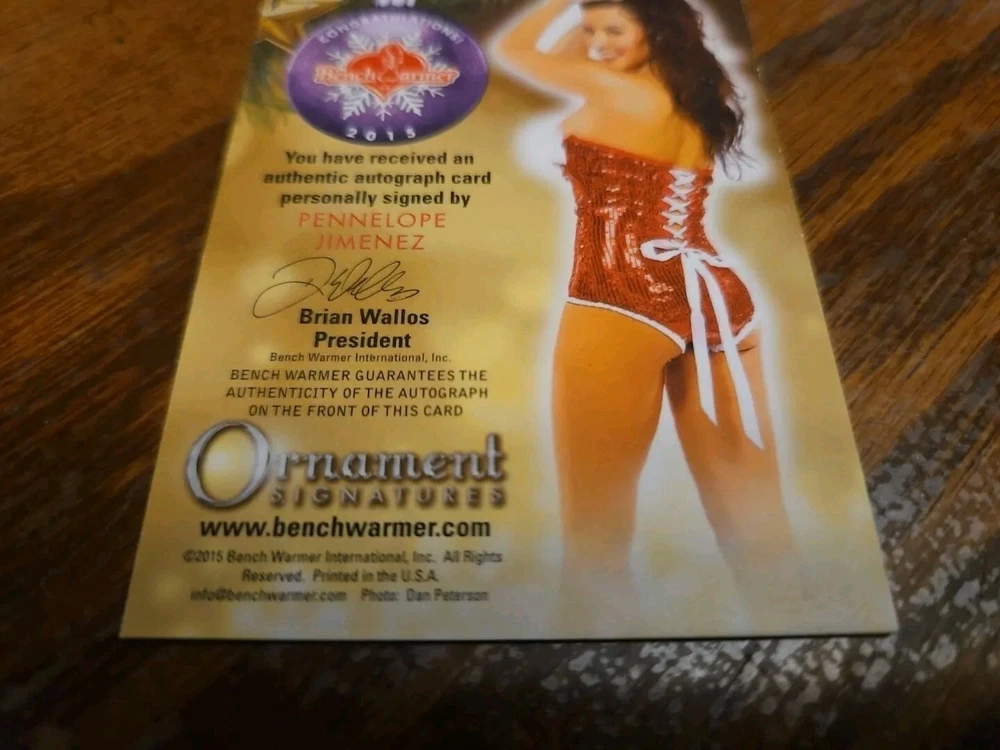 CONGRATULATIONS!
Bench Warmer
2015
You have received an
authentic autograph card
personally signed by
PENNELOPE
JIMENEZ
Brian Wallos
President
Bench Warmer International, Inc.
BENCH WARMER GUARANTEES THE
AUTHENTICITY OF THE AUTOGRAPH
ON THE FRONT OF THIS CARD
Ornament
SIGNATURES
www.benchwarmer.com
©2015 Bench Warmer International, Inc. All Rights
Reserved. Printed in the U.S.A.
info@benchwarmer.com Photo: Dan Peterson